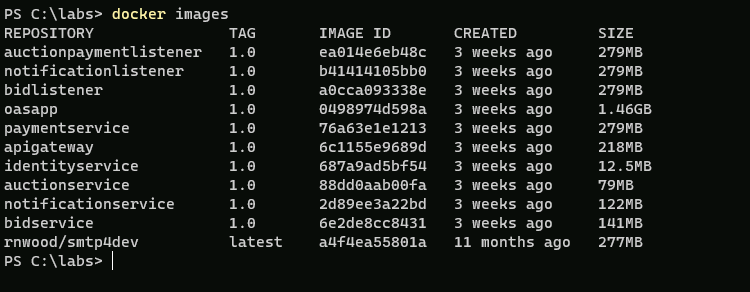 PS C:\labs> docker images
REPOSITORY TAG IMAGE ID CREATED SIZE
auctionpaymentlistener 1.0 ea014e6eb48c 3 weeks ago 279MB
notificationlistener 1.0 b41414105bb0 3 weeks ago 279MB
bidlistener 1.0 a0cca093338e 3 weeks ago 279MB
oasapp 1.0 0498974d598a 3 weeks ago 1.46GB
paymentservice 1.0 76a63e1e1213 3 weeks ago 279MB
apigateway 1.0 6c1155e9689d 3 weeks ago 218MB
identityservice 1.0 687a9ad5bf54 3 weeks ago 12.5MB
auctionservice 1.0 88dd0aab00fa 3 weeks ago 79MB
notificationservice 1.0 2d89ee3a22bd 3 weeks ago 122MB
bidservice 1.0 6e2de8cc8431 3 weeks ago 141MB
rnwood/smtp4dev latest a4f4ea55801a 11 months ago 277MB
PS C:\labs>